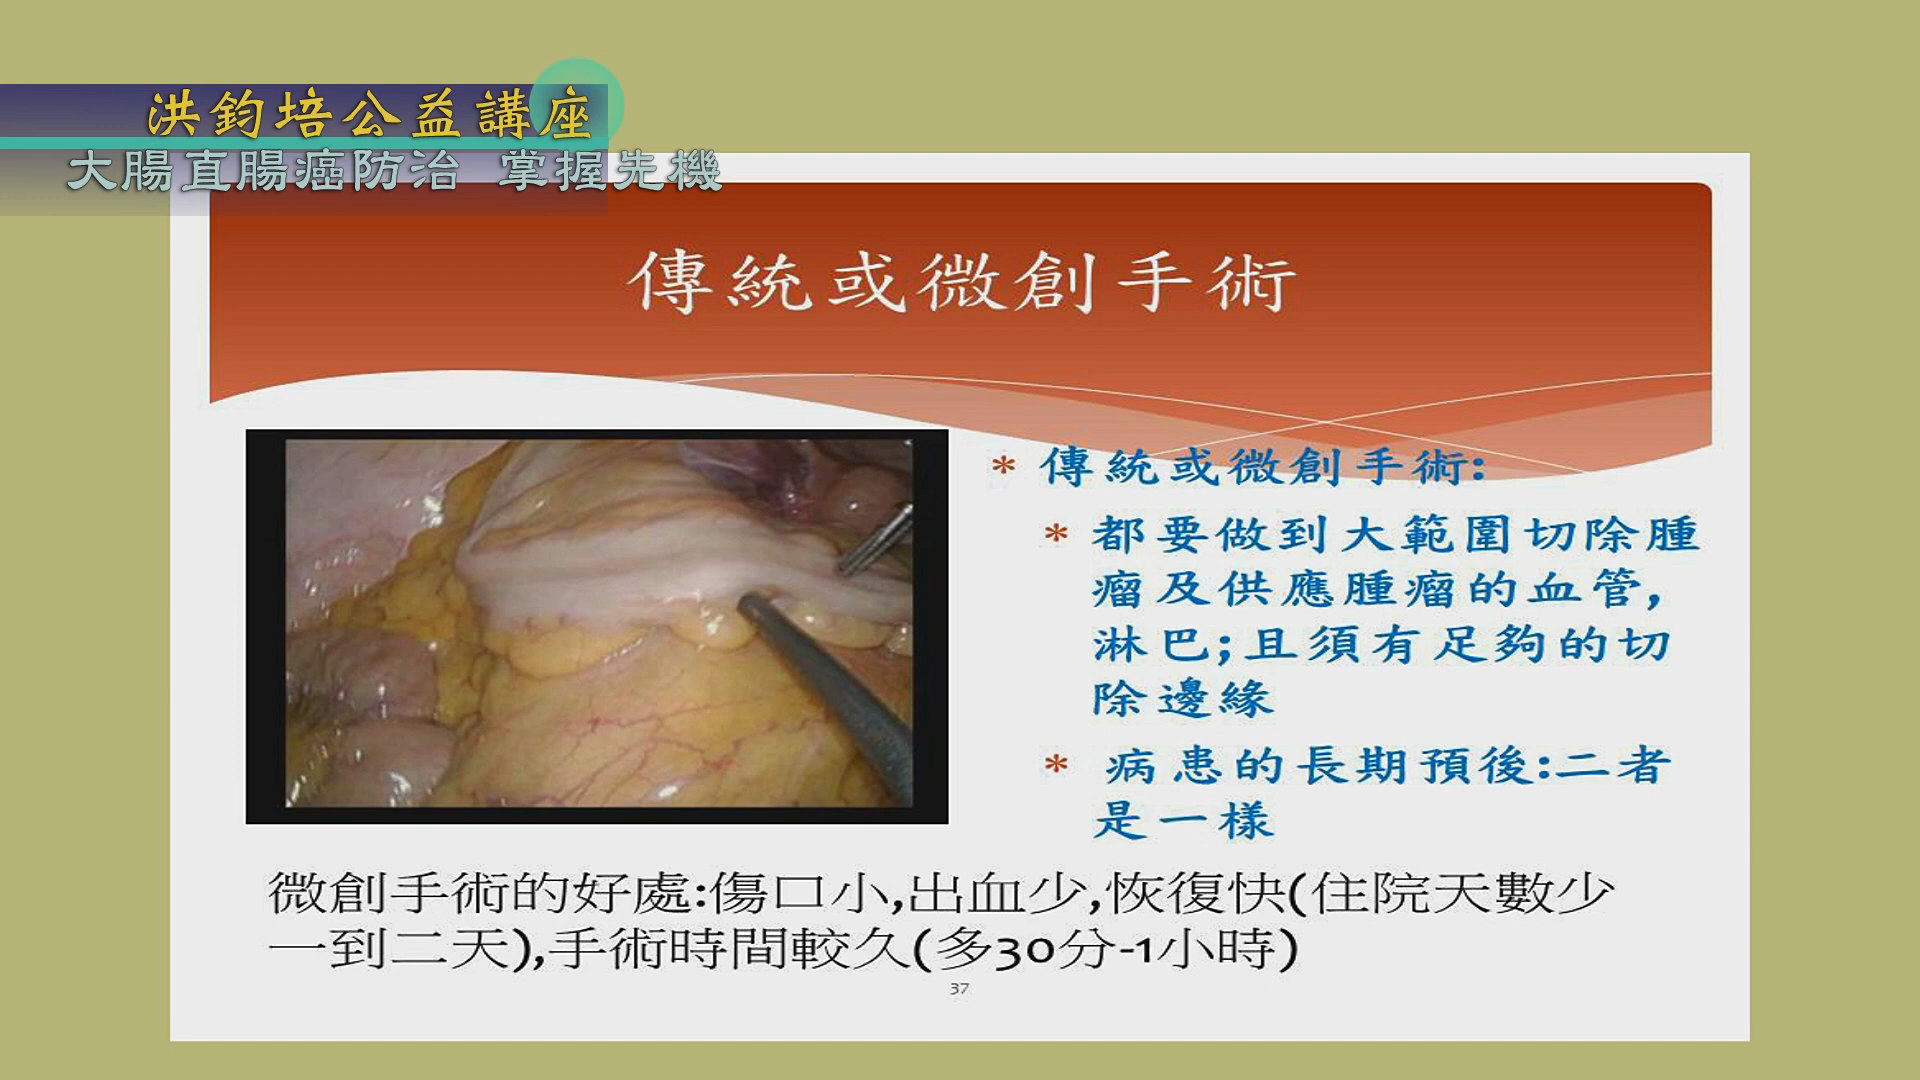 洪鈞培公益講座
大腸直腸癌防治 掌握先機
傳統或微創手術
* 傳統或微創手術:
* 都要做到大範圍切除腫
瘤及供應腫瘤的血管,
淋巴;且須有足夠的切
除邊緣
* 病患的長期預後:二者
是一樣
微創手術的好處:傷口小,出血少,恢復快(住院天數少
一到二天),手術時間較久(多30分-1小時)
37